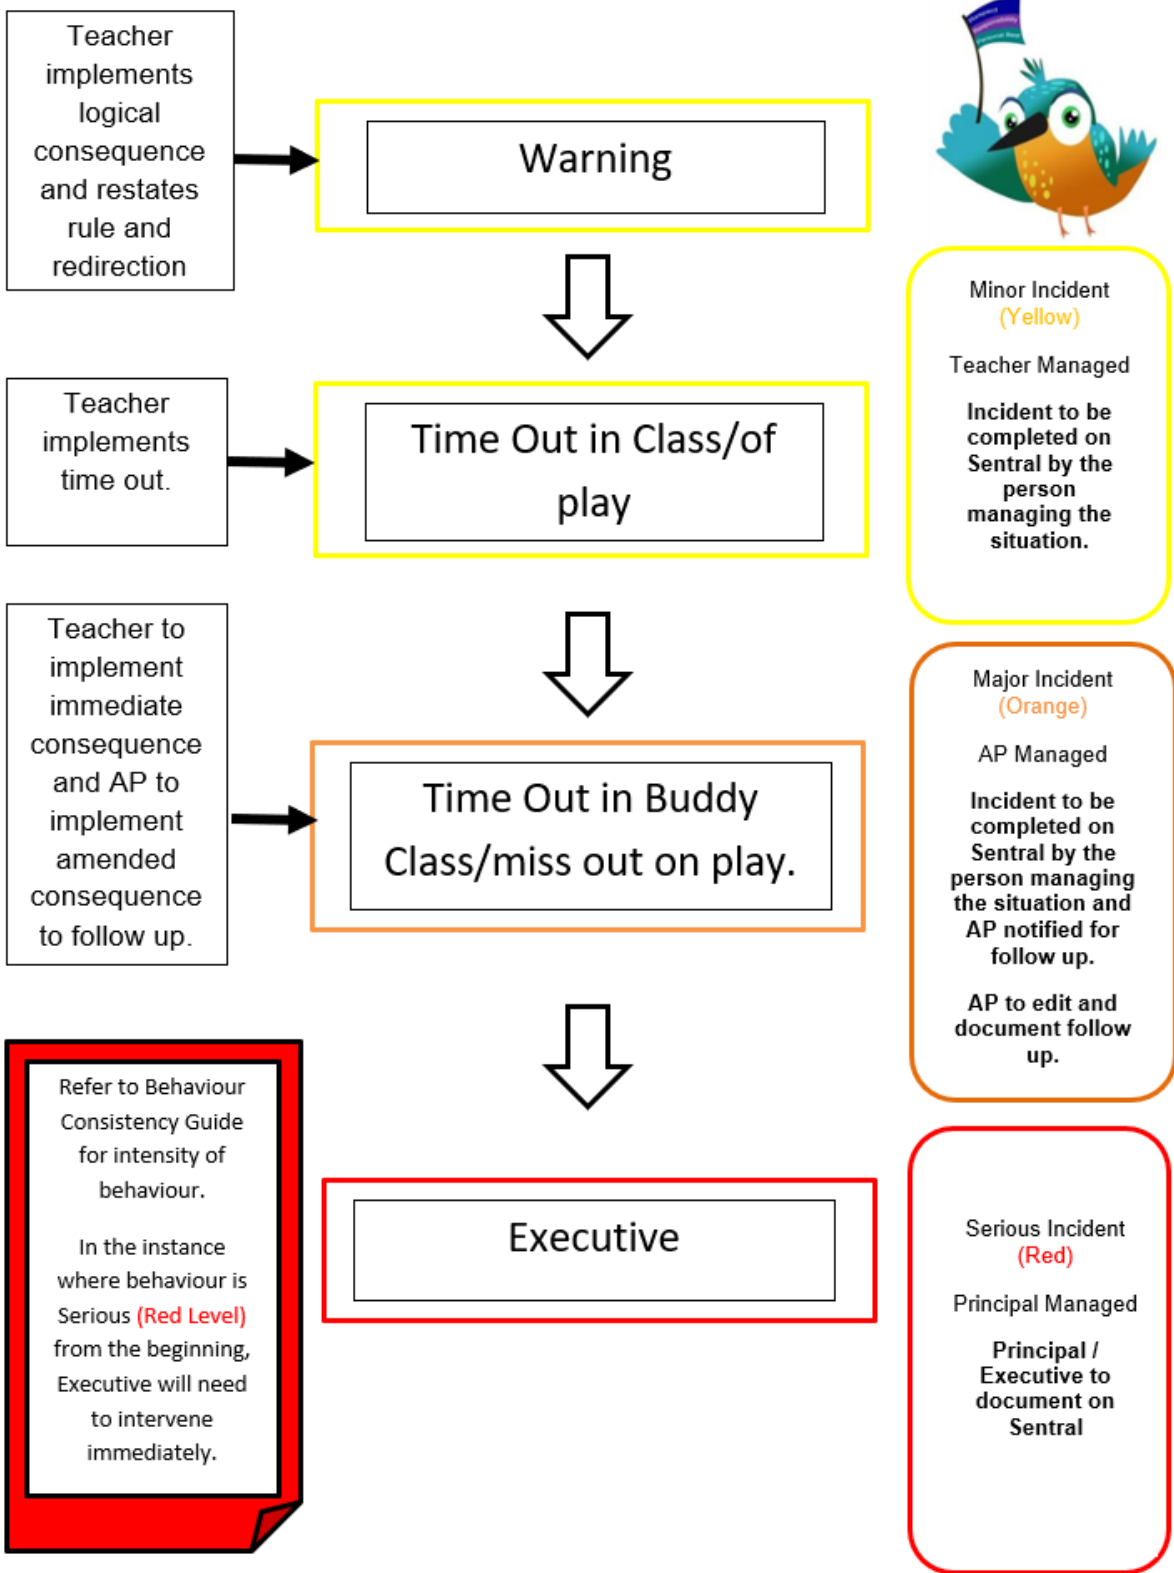 Teacher
implements
logical
consequence
and restates
rule and
redirection
Warning
Personal Best
Minor Incident
(Yellow)
Teacher Managed
Incident to be
completed on
Sentral by the
person
managing the
situation.
Teacher
implements
time out.
Time Out in Class/of
play
Teacher to
implement
immediate
consequence
and AP to
implement
amended
consequence
to follow up.
Time Out in Buddy
Class/miss out on play.
Major Incident
(Orange)
AP Managed
Incident to be
completed on
Sentral by the
person managing
the situation and
AP notified for
follow up.
AP to edit and
document follow
up.
Refer to Behaviour
Consistency Guide
for intensity of
behaviour.
In the instance
where behaviour is
Serious (Red Level)
from the beginning,
Executive will need
to intervene
immediately.
Executive
Serious Incident
(Red)
Principal Managed
Principal /
Executive to
document on
Sentral